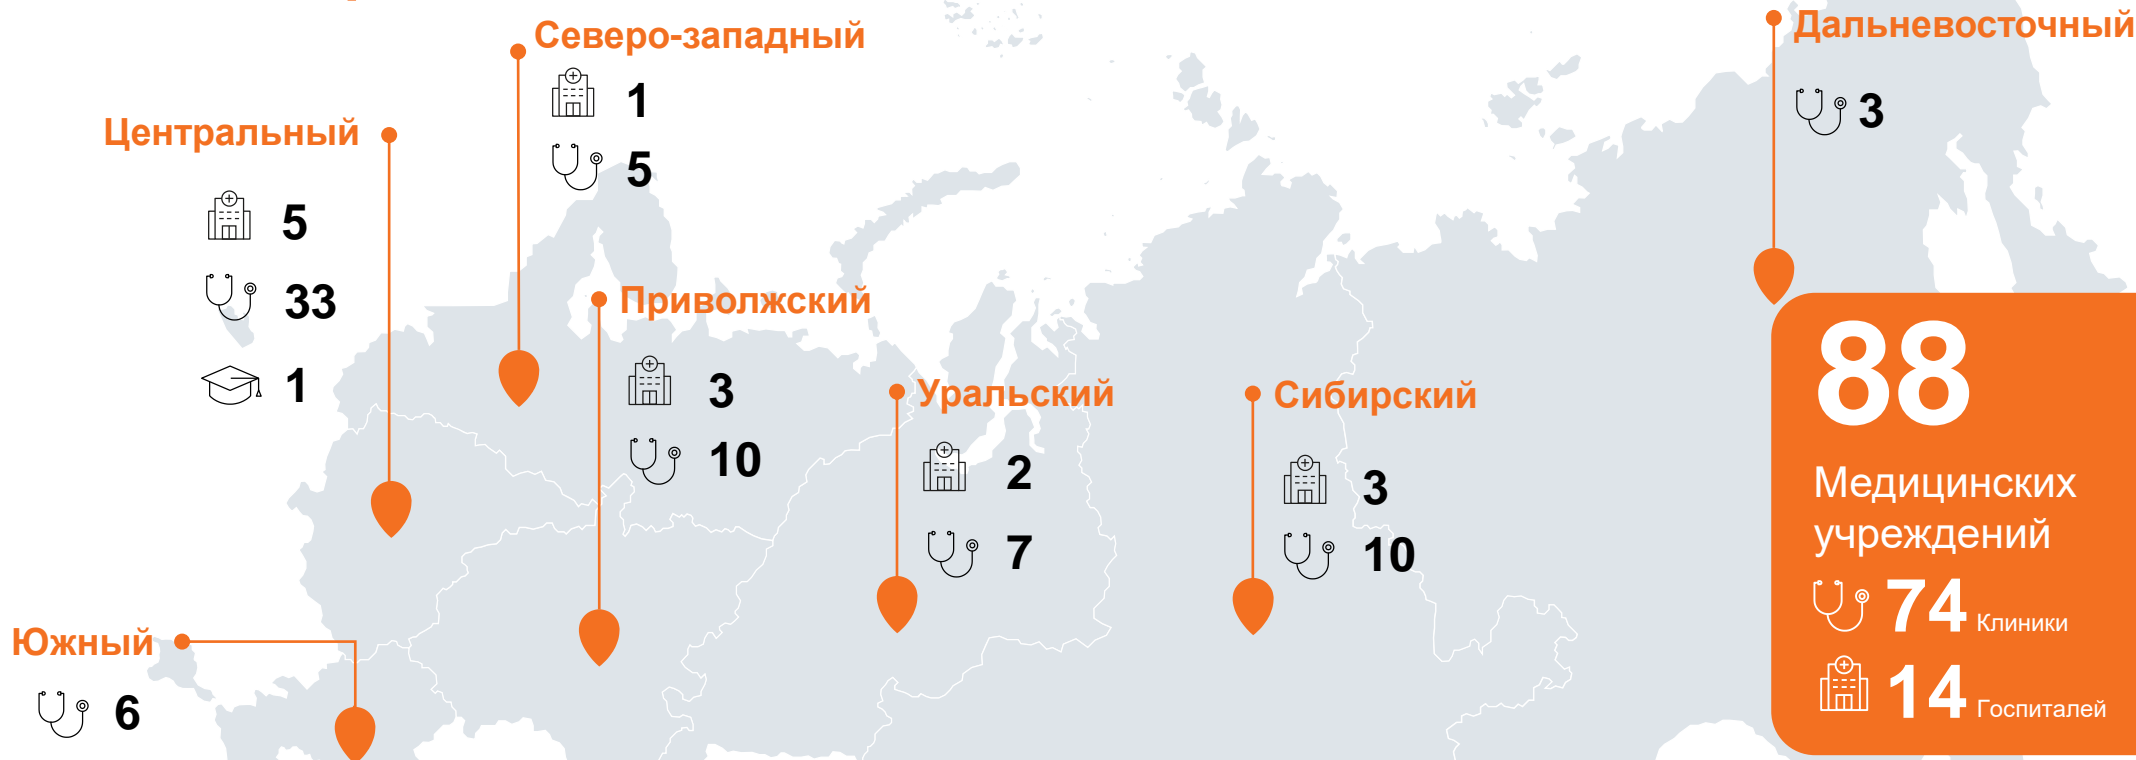 Северо-западный
1
5
Дальневосточный
3
Центральный
5
33
1
Приволжский
3
10
Уральский
2
7
Сибирский
3
10
Южный
6
88
Медицинских
учреждений
74 Клиники
14 Госпиталей